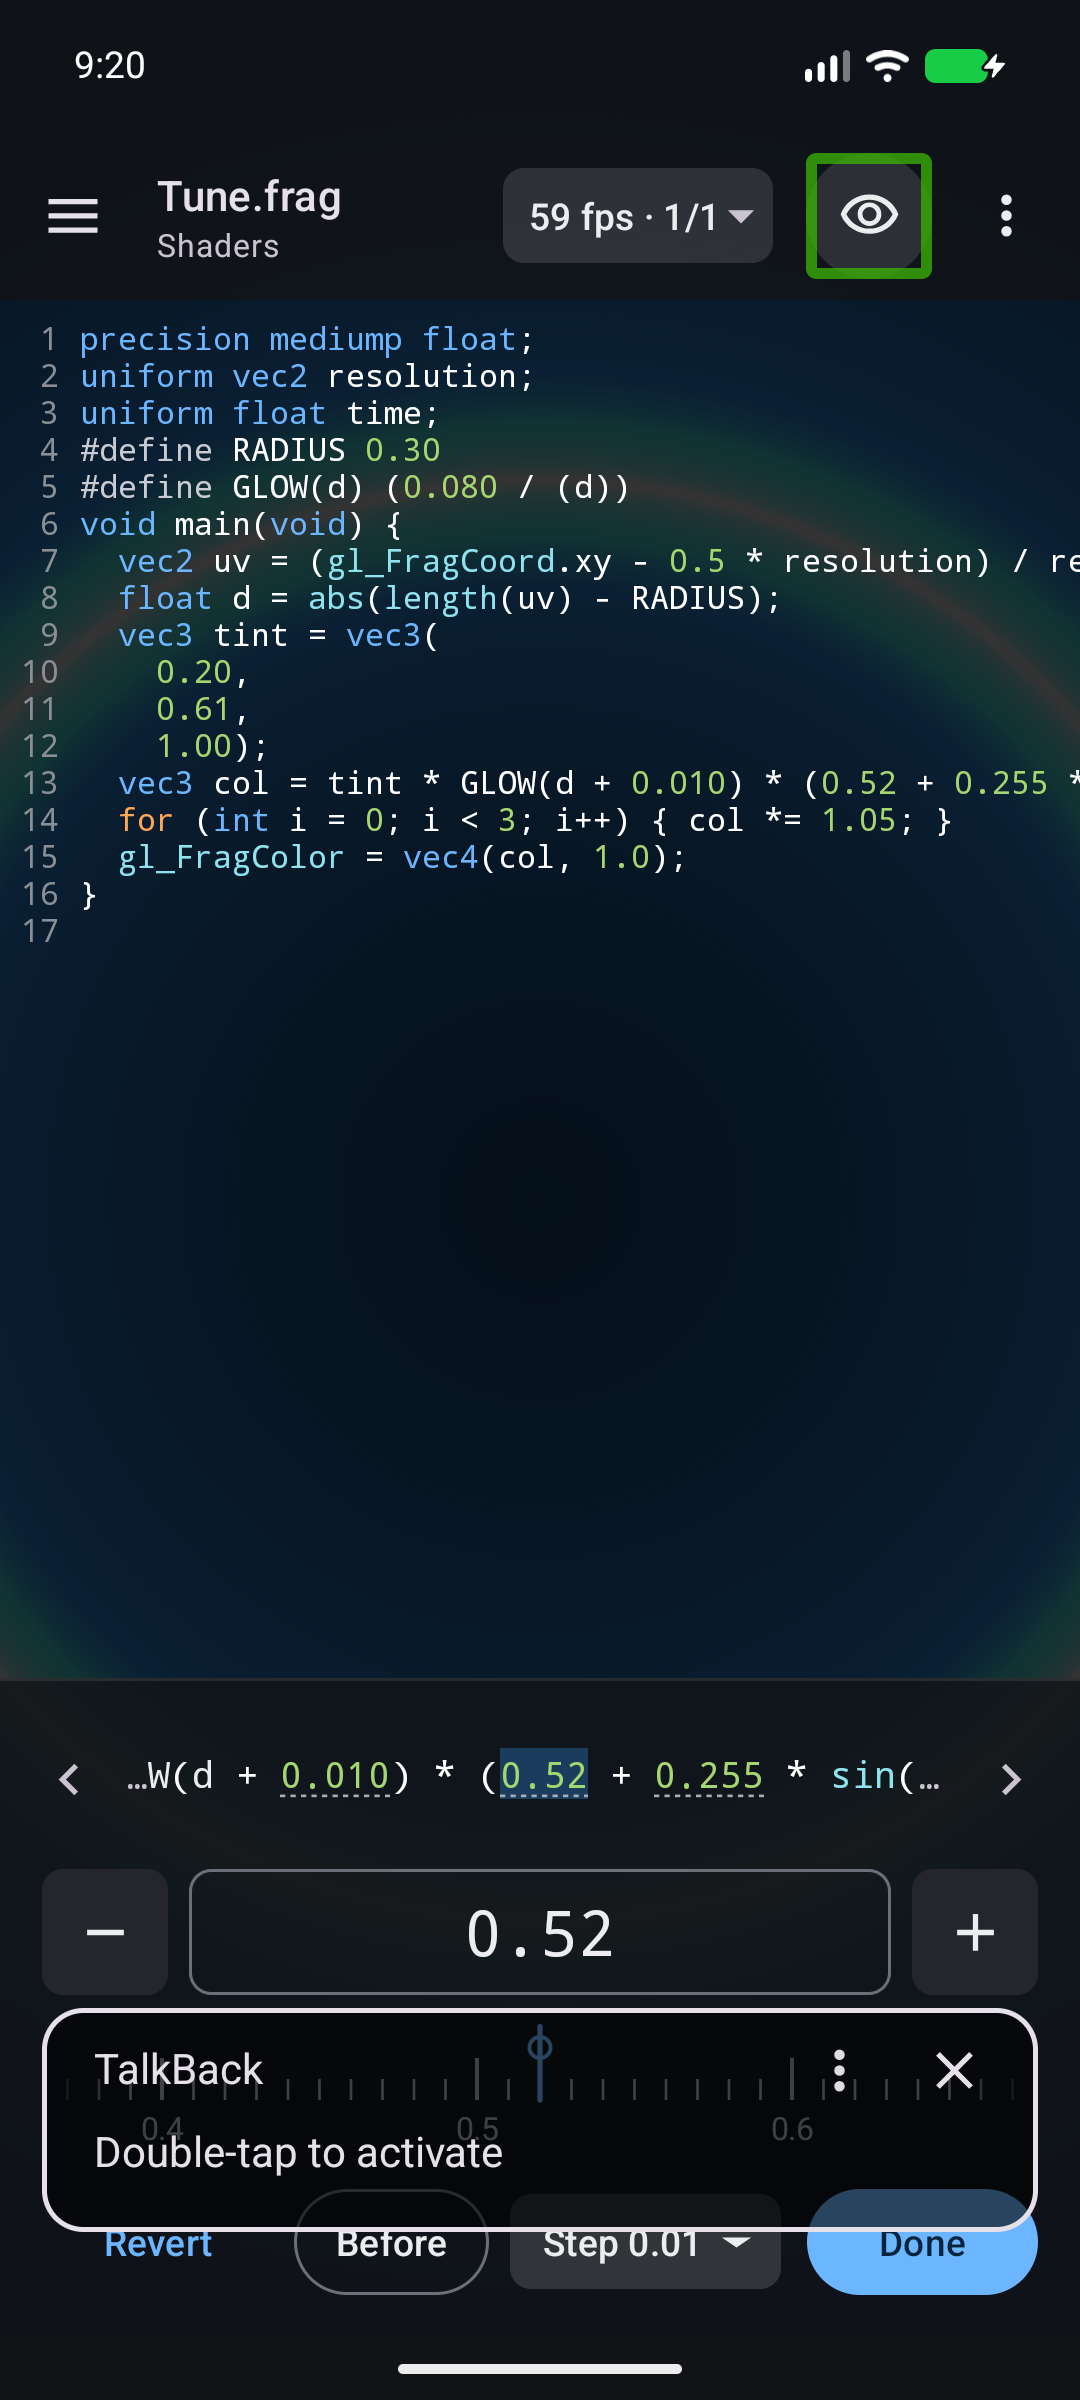 9:20
Tune.frag
Shaders
59 fps · 1/1
1 precision mediump float;
2 uniform vec2 resolution;
3 uniform float time;
4 #define RADIUS 0.30
5 #define GLOW(d) (0.080 / (d))
6 void main(void) {
7 vec2 uv = (gl_FragCoord.xy - 0.5 * resolution) / re
8 float d = abs(length(uv) - RADIUS);
9 vec3 tint = vec3(
10 0.20,
11 0.61,
12 1.00);
13 vec3 col = tint * GLOW(d + 0.010) * (0.52 + 0.255 *
14 for (int i = 0; i < 3; i++) { col *= 1.05; }
15 gl_FragColor = vec4(col, 1.0);
16 }
17
…W(d + 0.010) * (0.52 + 0.255 * sin(…
0.52
TalkBack
0.4 0.5 0.6
Double-tap to activate
Revert Before Step 0.01 Done